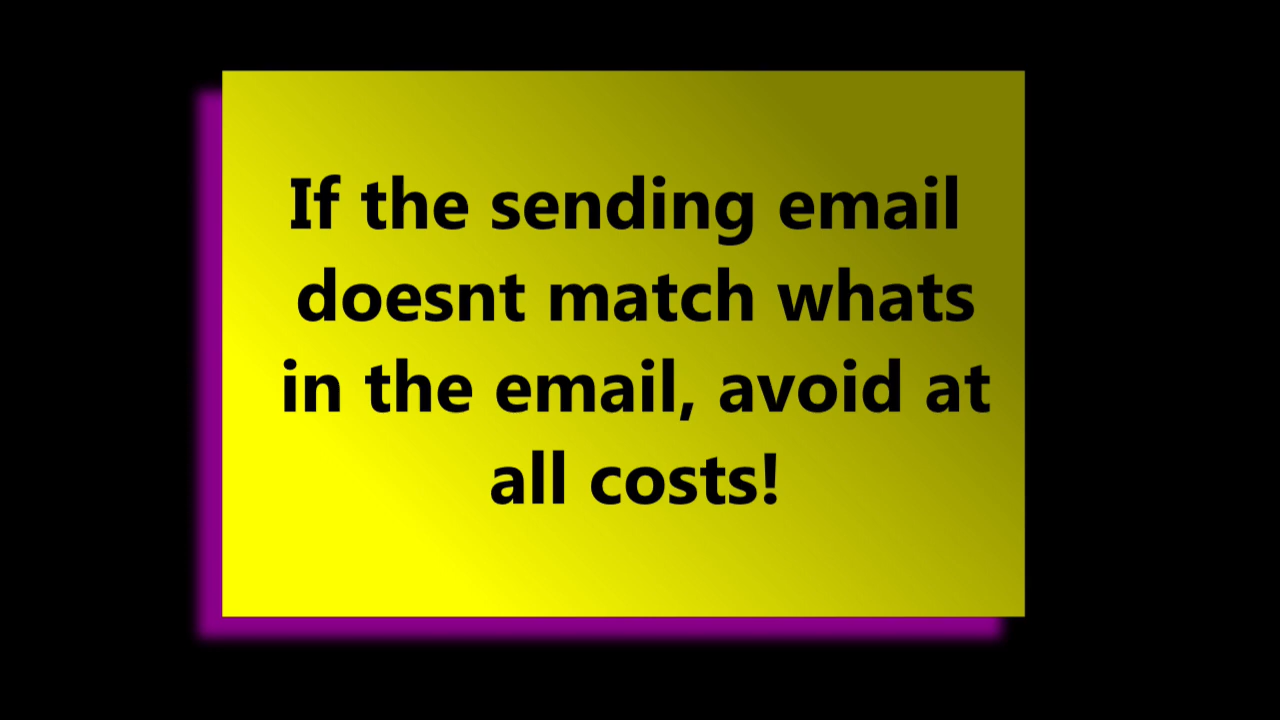 If the sending email
doesnt match whats
in the email, avoid at
all costs!